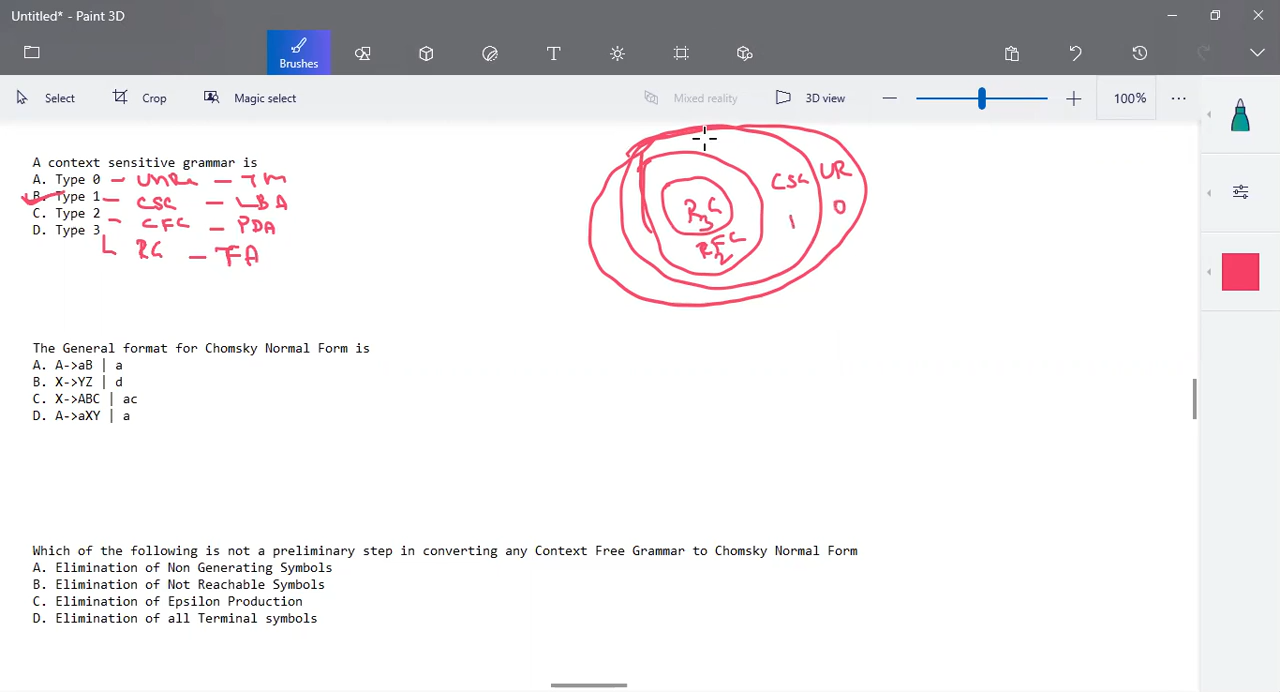 Untitled* - Paint 3D
Brushes
Select Crop Magic select Mixed reality 3D view 100%
A context sensitive grammar is
A. Type 0 - UnRe - TM
B. Type 1 - CSG - LBA
C. Type 2 - CFG - PDA
D. Type 3 RG - FA
CSG UR
1 0
RG
3
The General format for Chomsky Normal Form is
A. A->aB | a
B. X->YZ | d
C. X->ABC | ac
D. A->aXY | a
Which of the following is not a preliminary step in converting any Context Free Grammar to Chomsky Normal Form
A. Elimination of Non Generating Symbols
B. Elimination of Not Reachable Symbols
C. Elimination of Epsilon Production
D. Elimination of all Terminal symbols